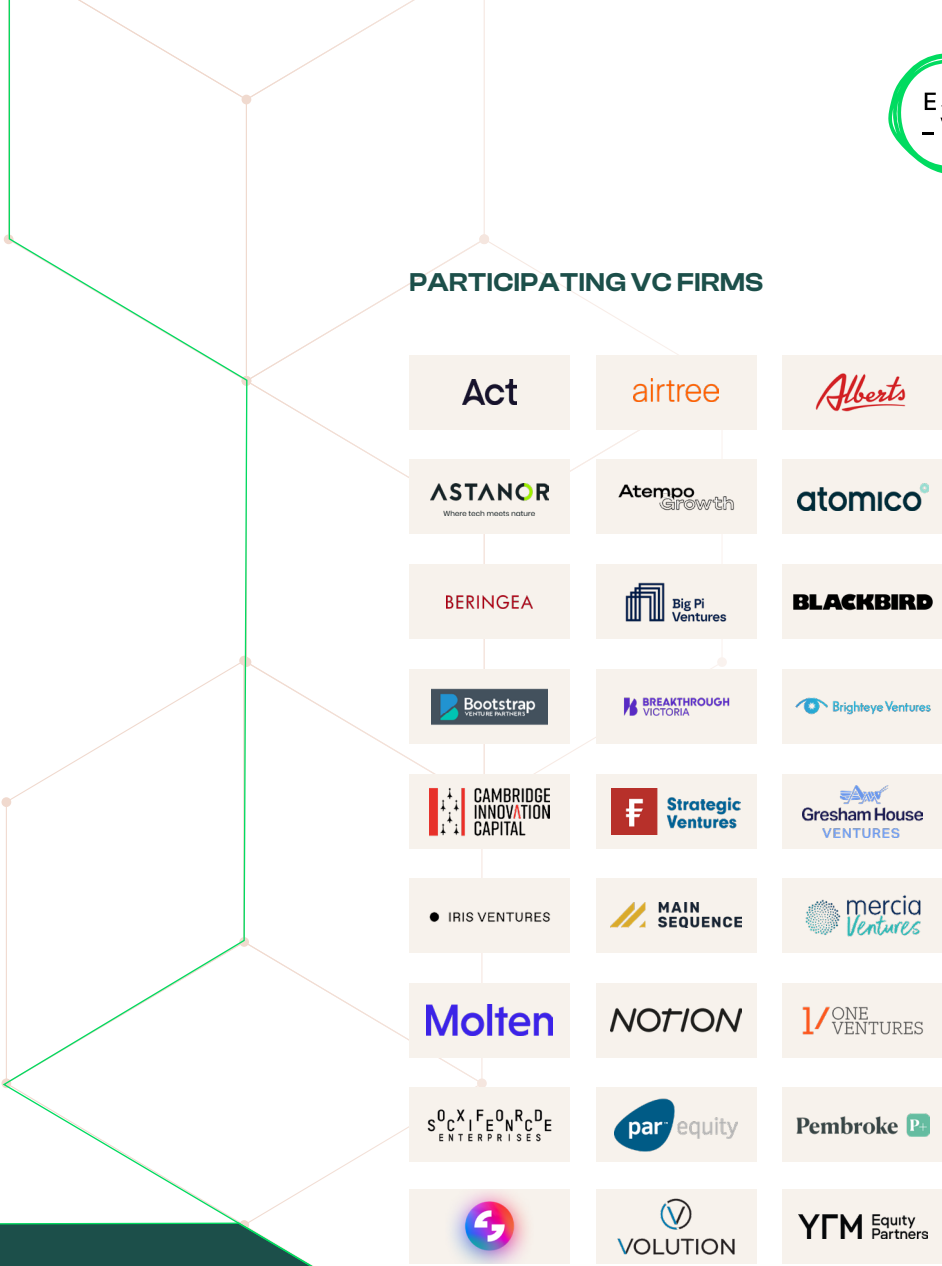 PARTICIPATING VC FIRMS
Act
airtree
Alberts
ASTANOR
Where tech meets nature
Atempo
Growth
atomico
BERINGEA
Big Pi
Ventures
BLACKBIRD
Bootstrap
VENTURE PARTNERS
BREAKTHROUGH
VICTORIA
Brighteye Ventures
CAMBRIDGE
INNOVATION
CAPITAL
Strategic
Ventures
Gresham House
VENTURES
IRIS VENTURES
MAIN
SEQUENCE
mercia
Ventures
Molten
NOTION
1/ ONE
VENTURES
OXFORD
SCIENCE
ENTERPRISES
par equity
Pembroke P+
VOLUTION
YFM Equity
Partners